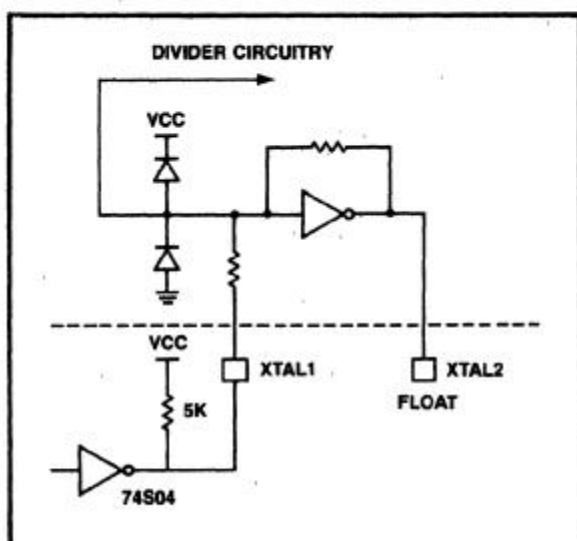 DIVIDER CIRCUITRY
VCC
VCC
XTAL1
XTAL2
5K
FLOAT
74S04